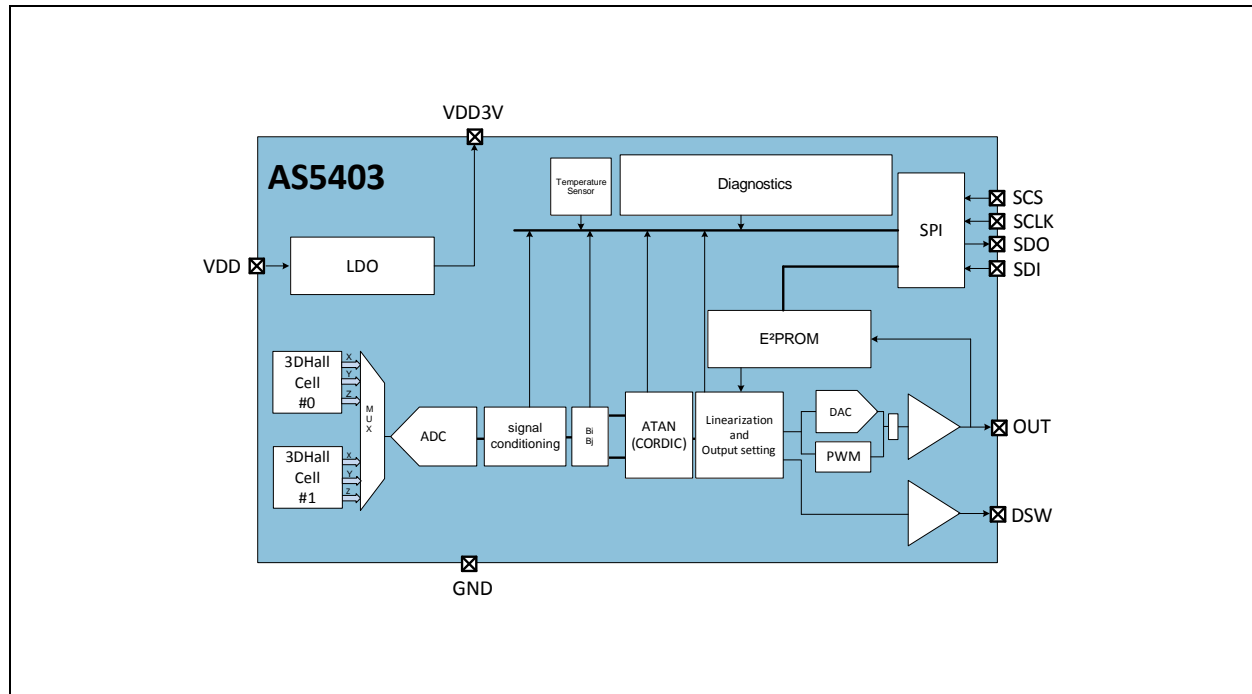 VDD3V
AS5403
Temperature
Sensor
Diagnostics
SPI
SCS
SCLK
SDO
SDI
VDD
LDO
E²PROM
3DHall
Cell
#0
X
Y
Z
MUX
ADC
signal
conditioning
Bi
Bj
ATAN
(CORDIC)
Linearization
and
Output setting
DAC
PWM
OUT
3DHall
Cell
#1
X
Y
Z
DSW
GND